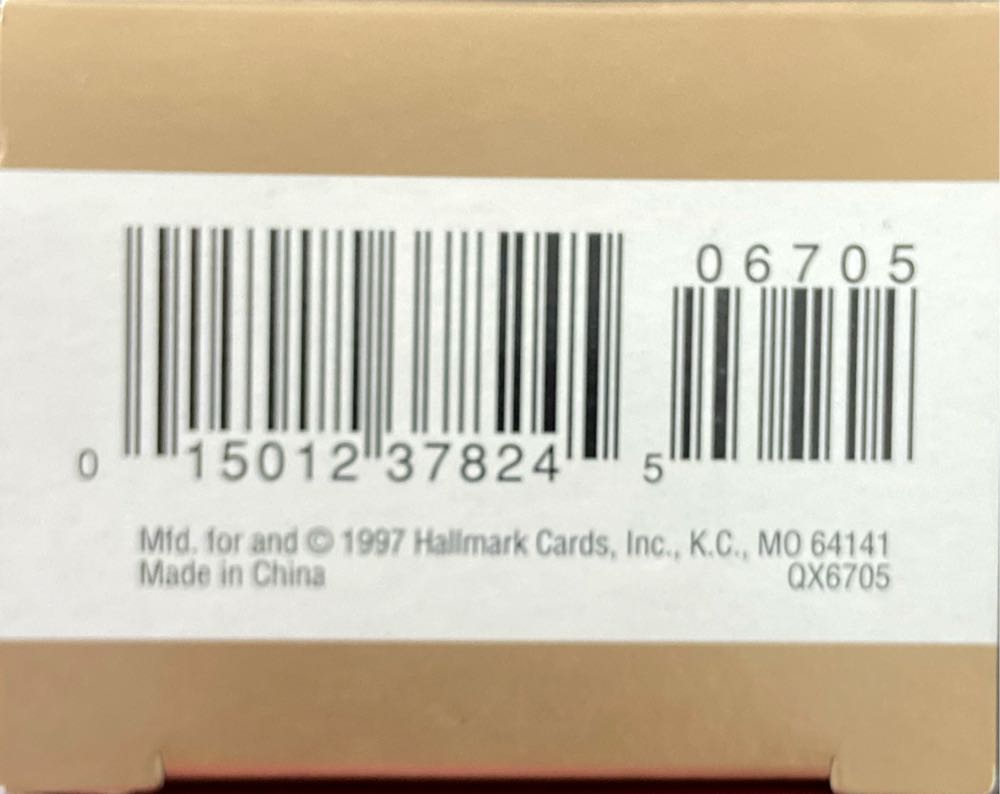 06705
0 15012 37824 5
Mfd. for and © 1997 Hallmark Cards, Inc., K.C., MO 64141
Made in China QX6705